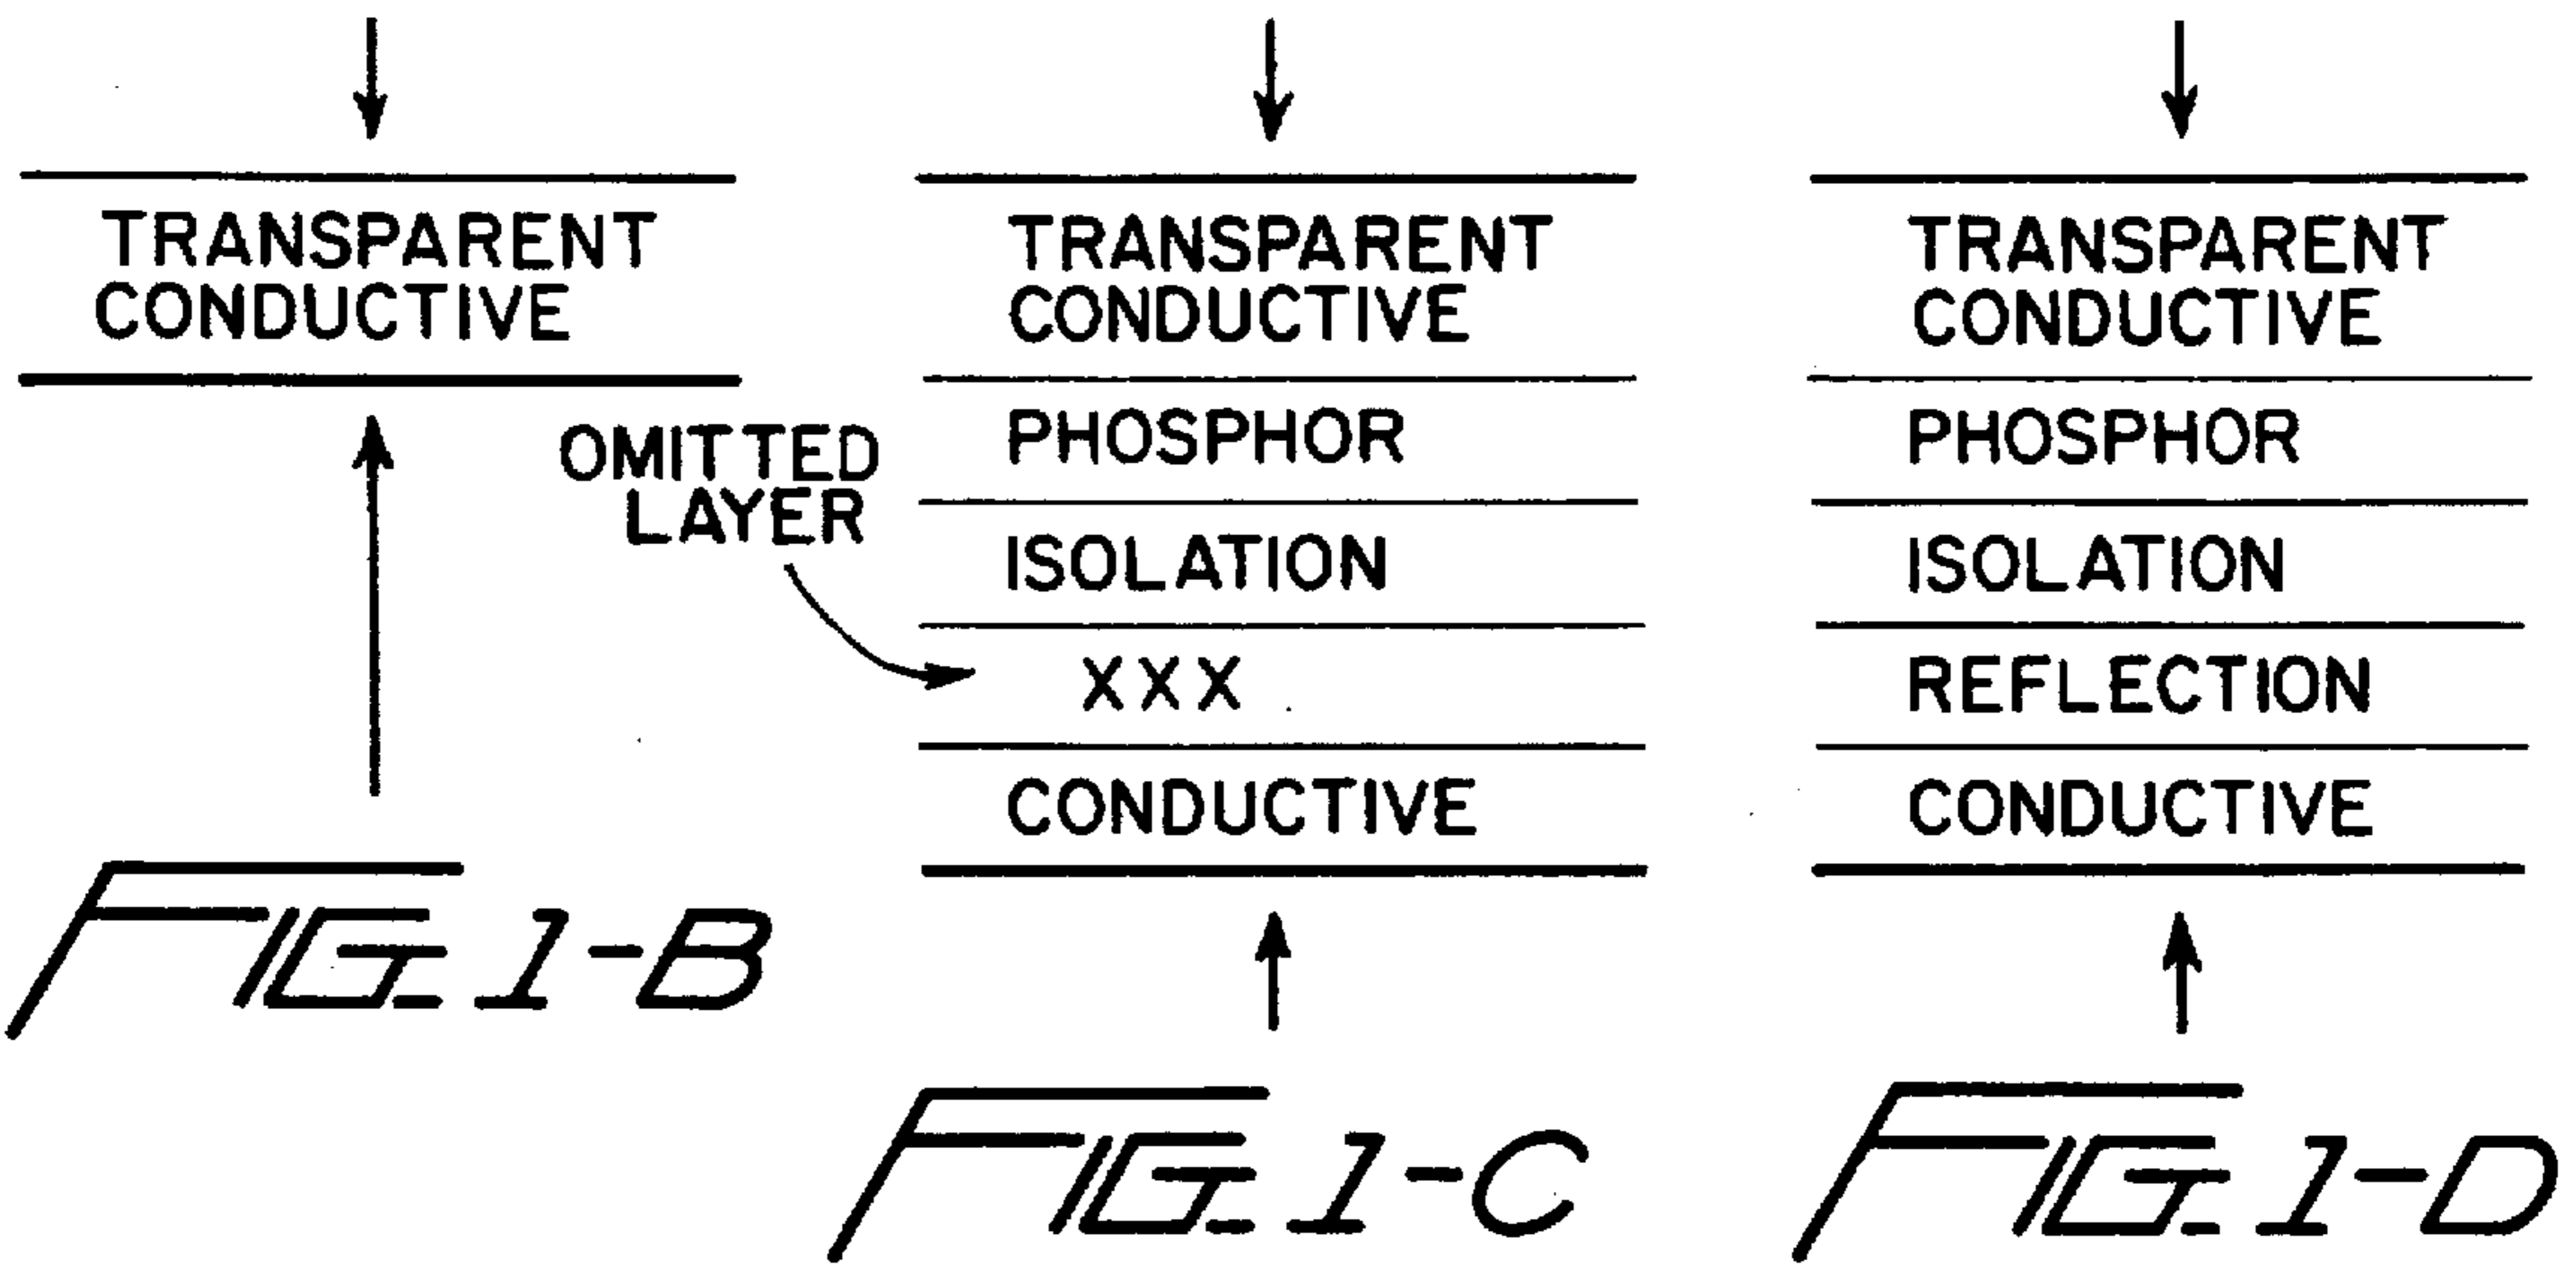 TRANSPARENT
CONDUCTIVE
FIG. 1-B
OMITTED
LAYER
TRANSPARENT
CONDUCTIVE
PHOSPHOR
ISOLATION
XXX
CONDUCTIVE
FIG. 1-C
TRANSPARENT
CONDUCTIVE
PHOSPHOR
ISOLATION
REFLECTION
CONDUCTIVE
FIG. 1-D